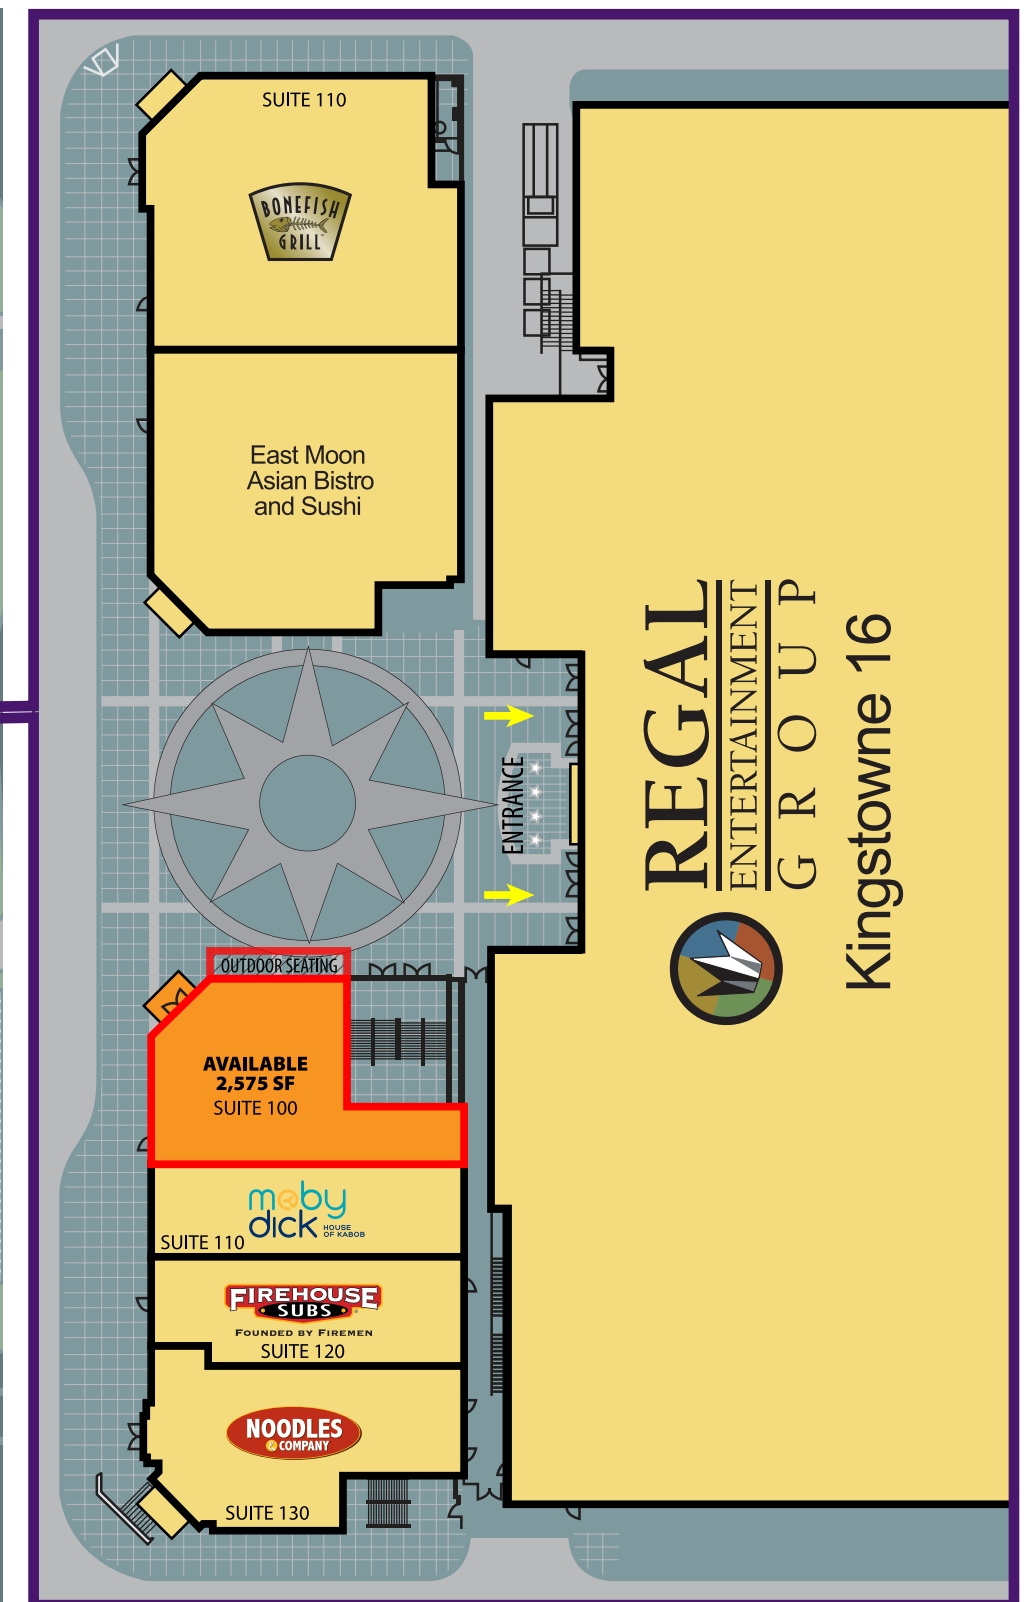 SUITE 110
BONEFISH
GRILL
East Moon
Asian Bistro
and Sushi
REGAL
ENTERTAINMENT
GROUP
Kingstowne 16
ENTRANCE
OUTDOOR SEATING
AVAILABLE
2,575 SF
SUITE 100
moby
dick HOUSE
OF KABOB
SUITE 110
FIREHOUSE
SUBS
FOUNDED BY FIREMEN
SUITE 120
NOODLES
& COMPANY
SUITE 130